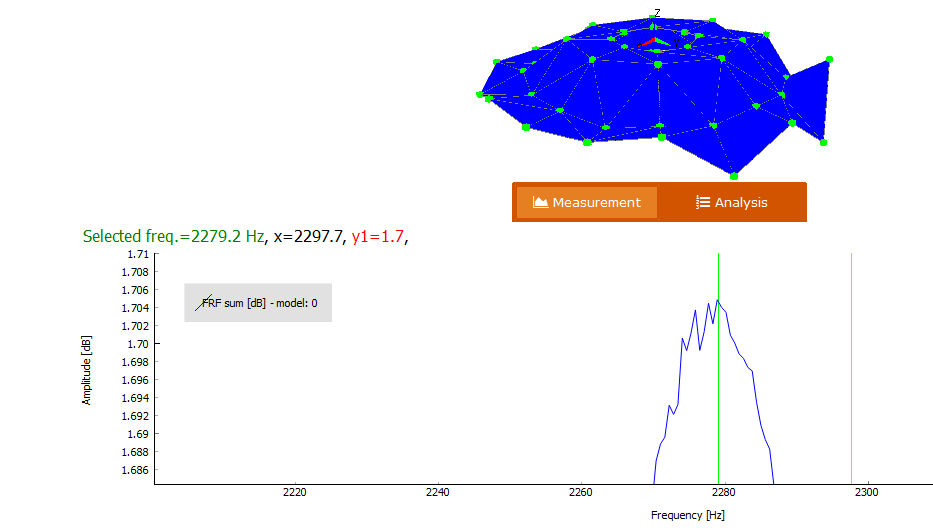 Z
Y
Measurement
Analysis
Selected freq.=2279.2 Hz, x=2297.7, y1=1.7,
1.71
1.708
1.706
1.704
1.702
1.70
1.698
1.696
1.694
1.692
1.69
1.688
1.686
FRF sum [dB] - model: 0
Amplitude [dB]
2220
2240
2260
2280
2300
Frequency [Hz]